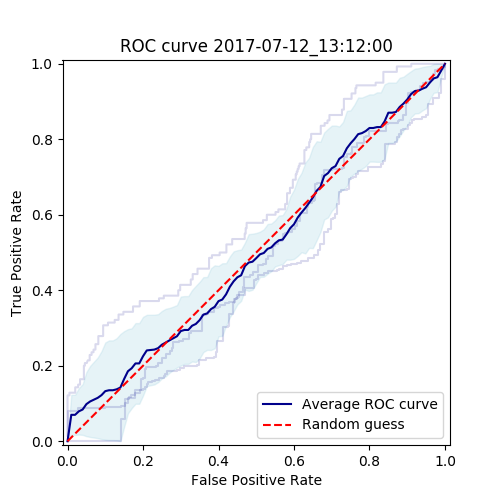 ROC curve 2017-07-12_13:12:00
1.0
0.8
0.6
0.4
0.2
0.0
True Positive Rate
0.0 0.2 0.4 0.6 0.8 1.0
False Positive Rate
Average ROC curve
Random guess